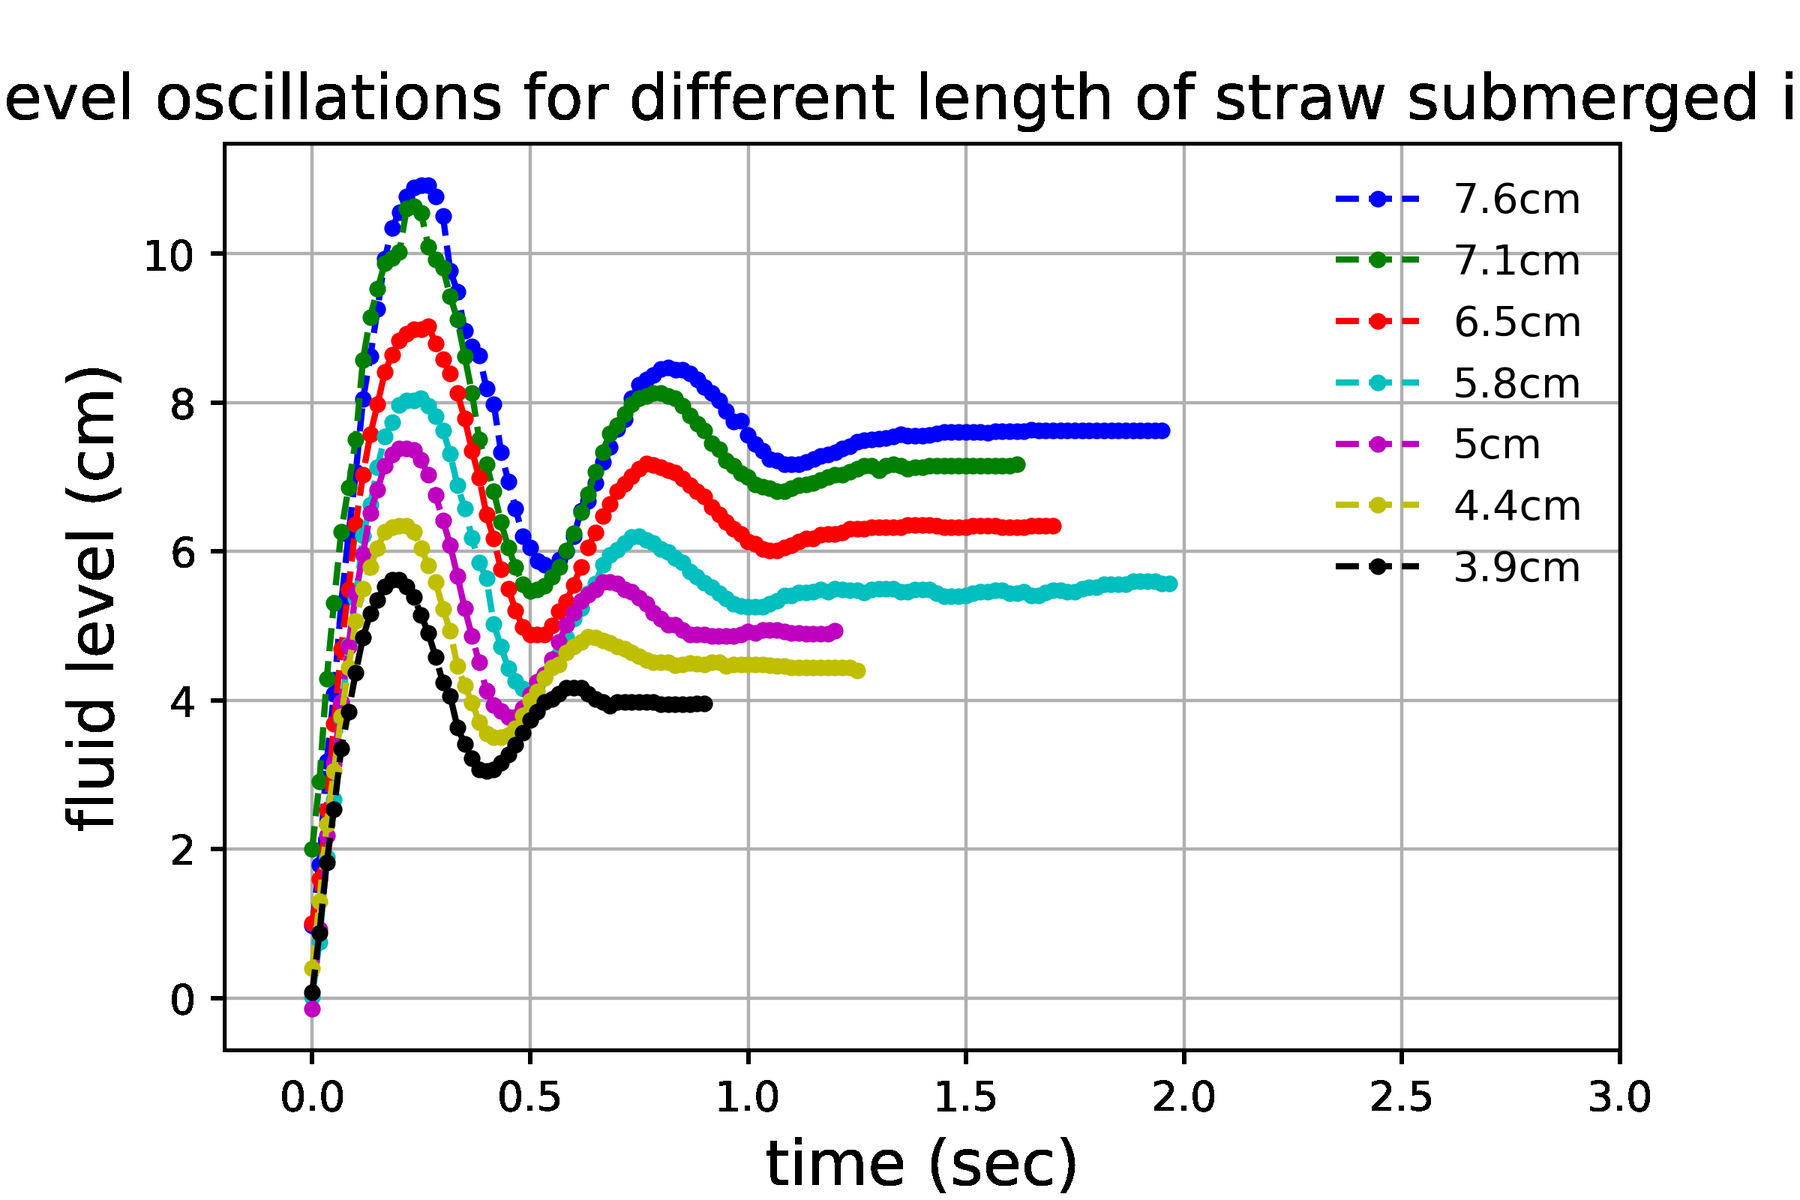 evel oscillations for different length of straw submerged i
fluid level (cm)
10
8
6
4
2
0
7.6cm
7.1cm
6.5cm
5.8cm
5cm
4.4cm
3.9cm
0.0 0.5 1.0 1.5 2.0 2.5 3.0
time (sec)